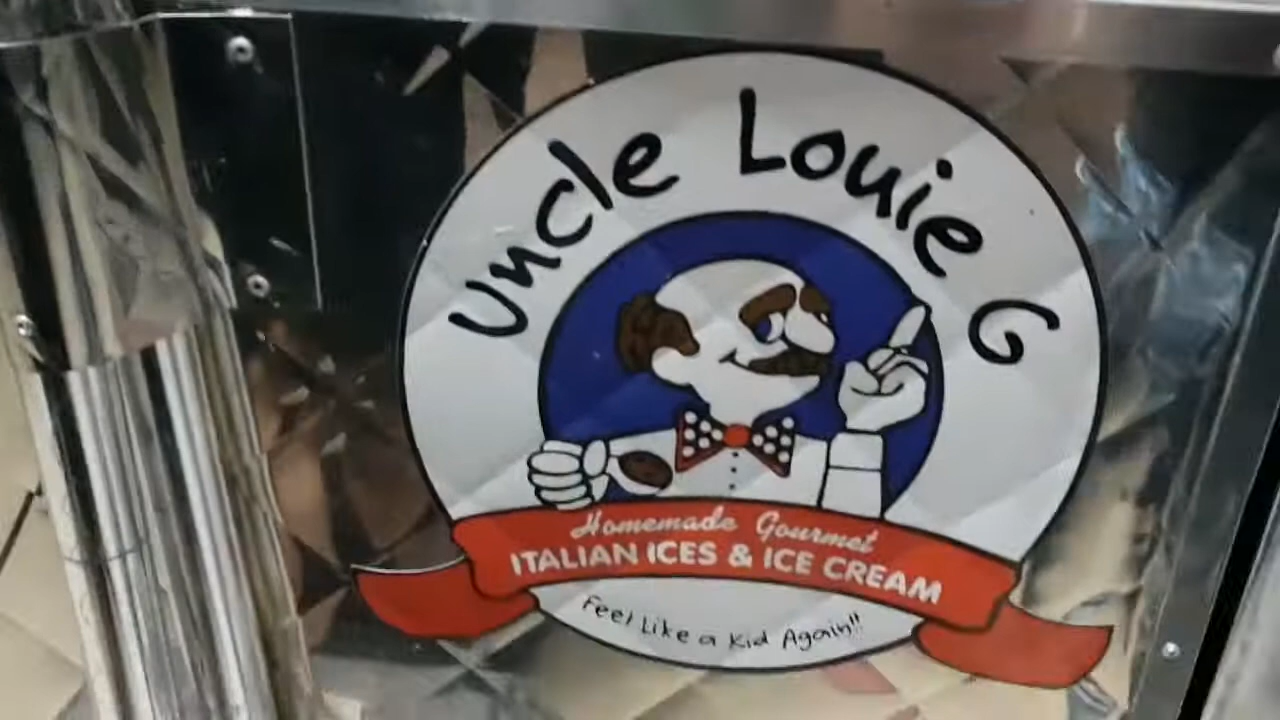 Uncle Louie G
Homemade Gourmet
ITALIAN ICES & ICE CREAM
Feel Like a Kid Again!!